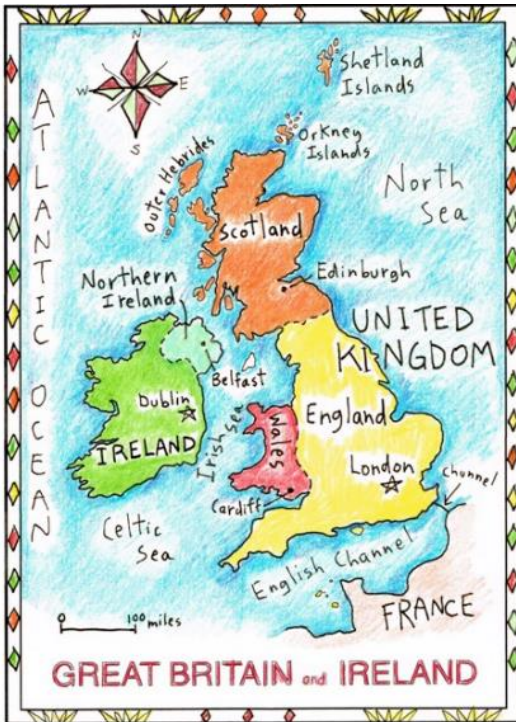 N
W E
S
Shetland
Islands
Orkney
Islands
Outer Hebrides
North
Sea
ATLANTIC OCEAN
Scotland
Edinburgh
Northern
Ireland
UNITED
KINGDOM
Belfast
Dublin
IRELAND
Irish Sea
Wales
England
London
Channel
Cardiff
Celtic
Sea
English Channel
FRANCE
0 100 miles
GREAT BRITAIN and IRELAND